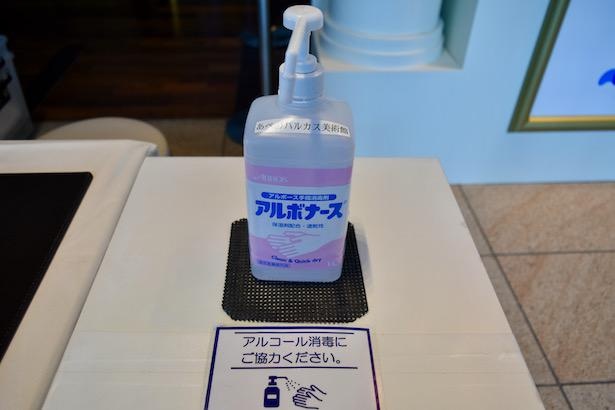 あべのハルカス美術館
ALBOS
アルボース手指消毒剤
アルボナース
保湿剤配合・速乾性
Clean & Quick dry
アルコール消毒に
ご協力ください。